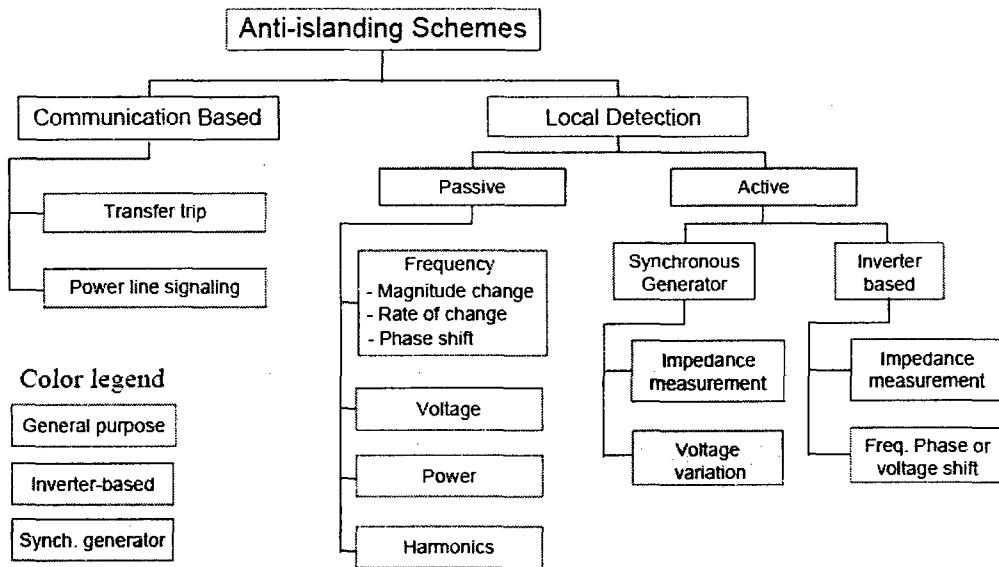 Anti-islanding Schemes
Communication Based
Transfer trip
Power line signaling
Local Detection
Passive
Frequency
- Magnitude change
- Rate of change
- Phase shift
Voltage
Power
Harmonics
Active
Synchronous
Generator
Impedance
measurement
Voltage
variation
Inverter
based
Impedance
measurement
Freq. Phase or
voltage shift
Color legend
General purpose
Inverter-based
Synch. generator